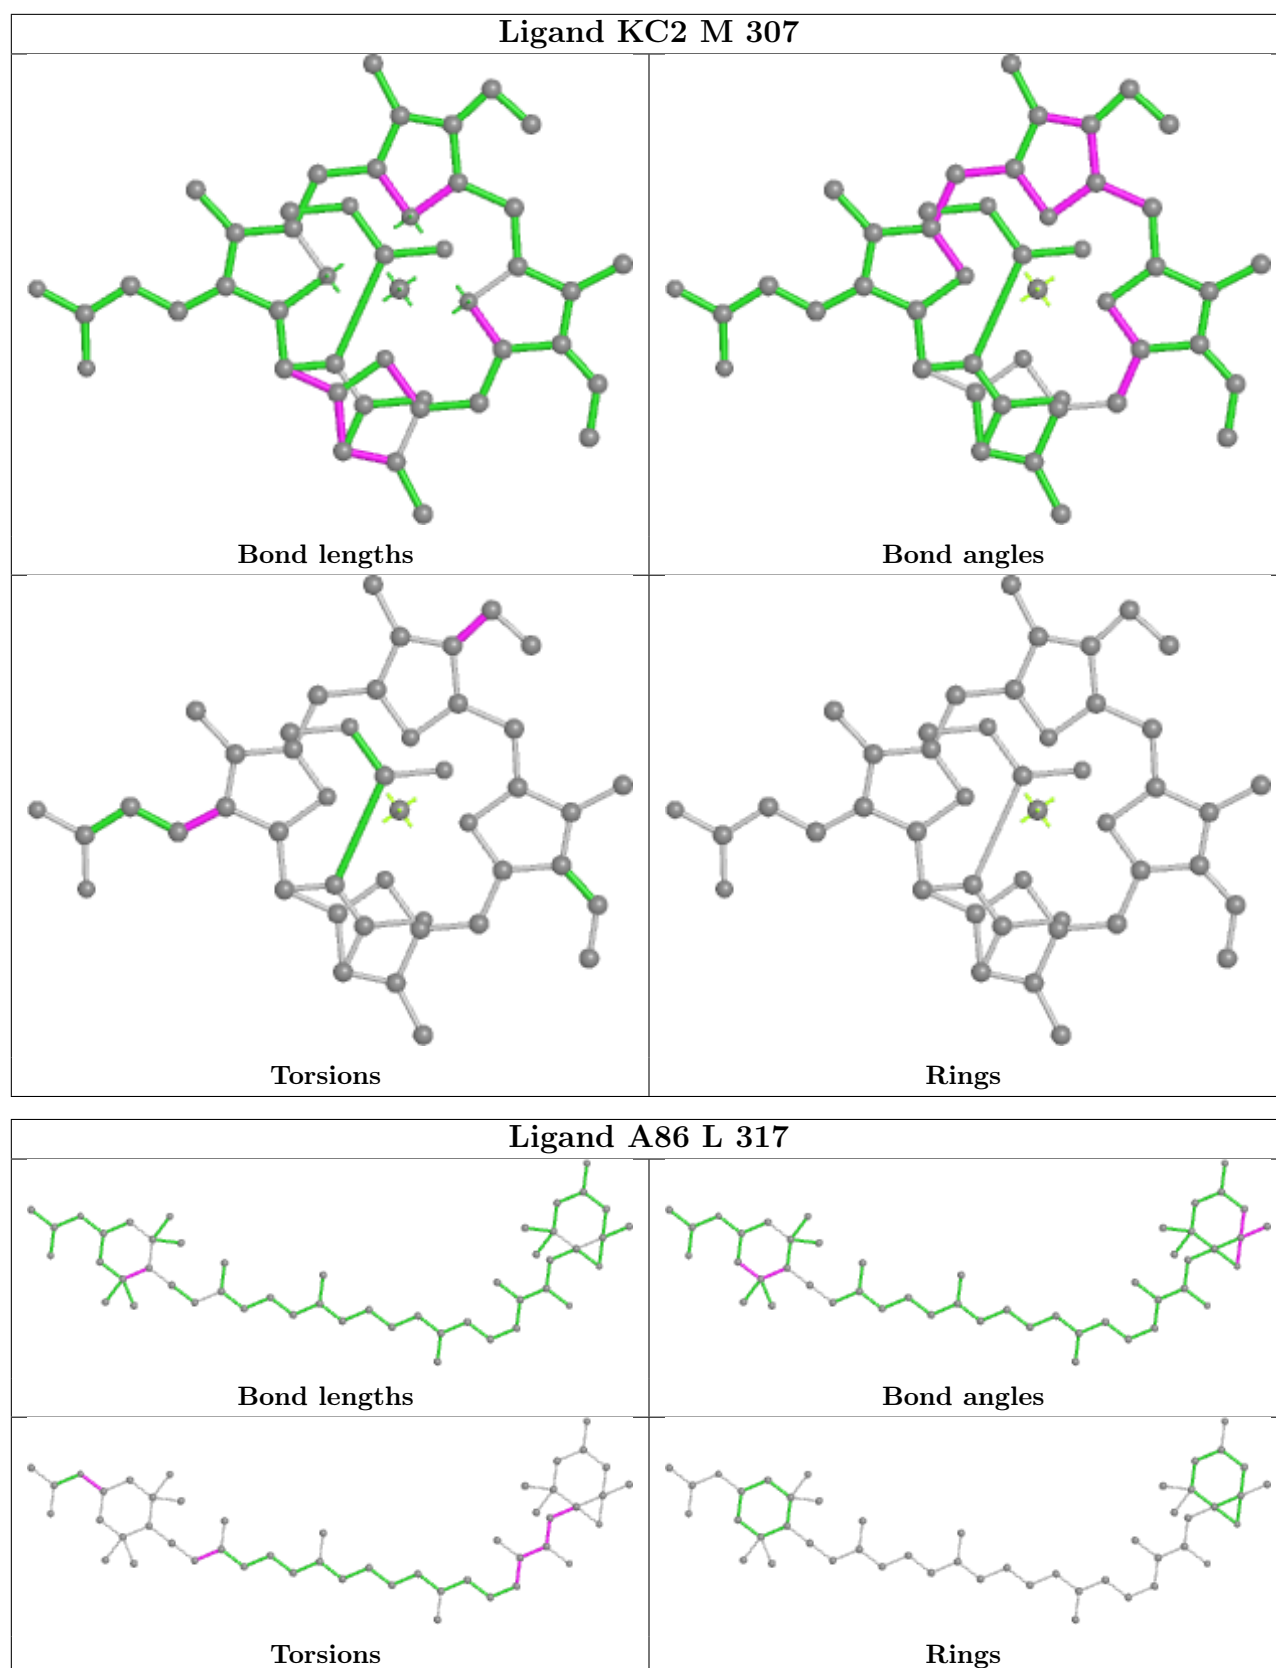 Ligand KC2 M 307
Bond lengths
Bond angles
Torsions
Rings
Ligand A86 L 317
Bond lengths
Bond angles
Torsions
Rings